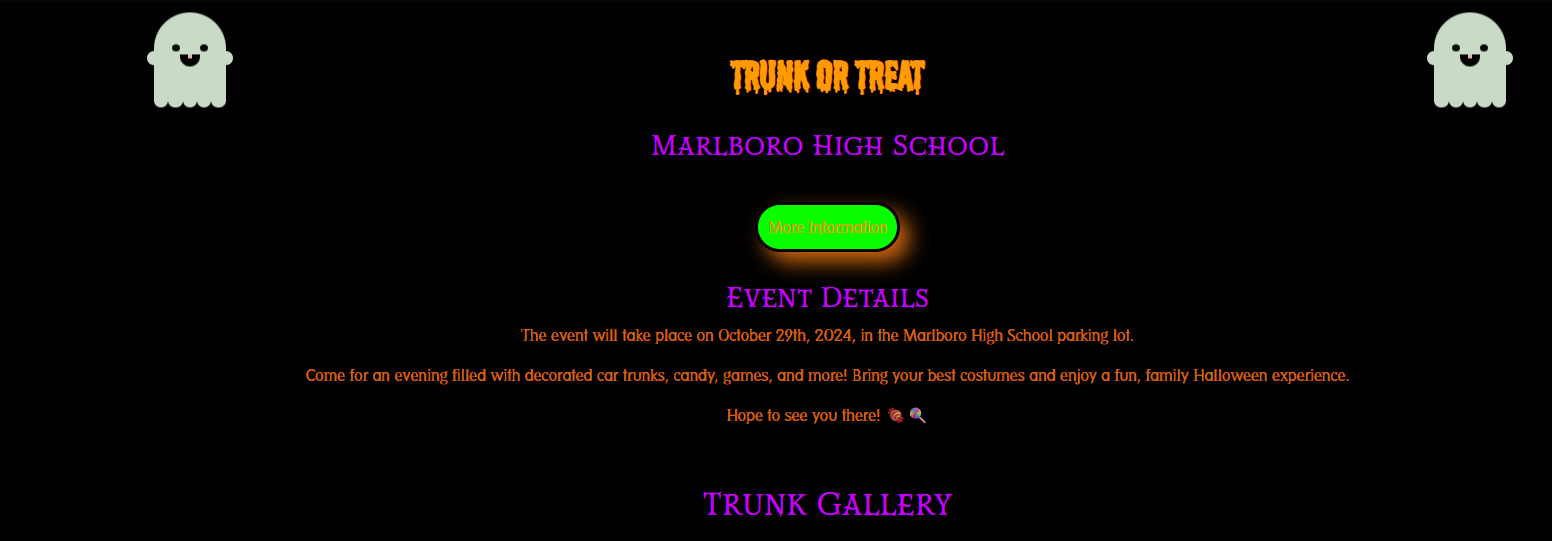 TRUNK OR TREAT
Marlboro High School
More Information
Event Details
The event will take place on October 29th, 2024, in the Marlboro High School parking lot.
Come for an evening filled with decorated car trunks, candy, games, and more! Bring your best costumes and enjoy a fun, family Halloween experience.
Hope to see you there! 🍫 🍭
Trunk Gallery